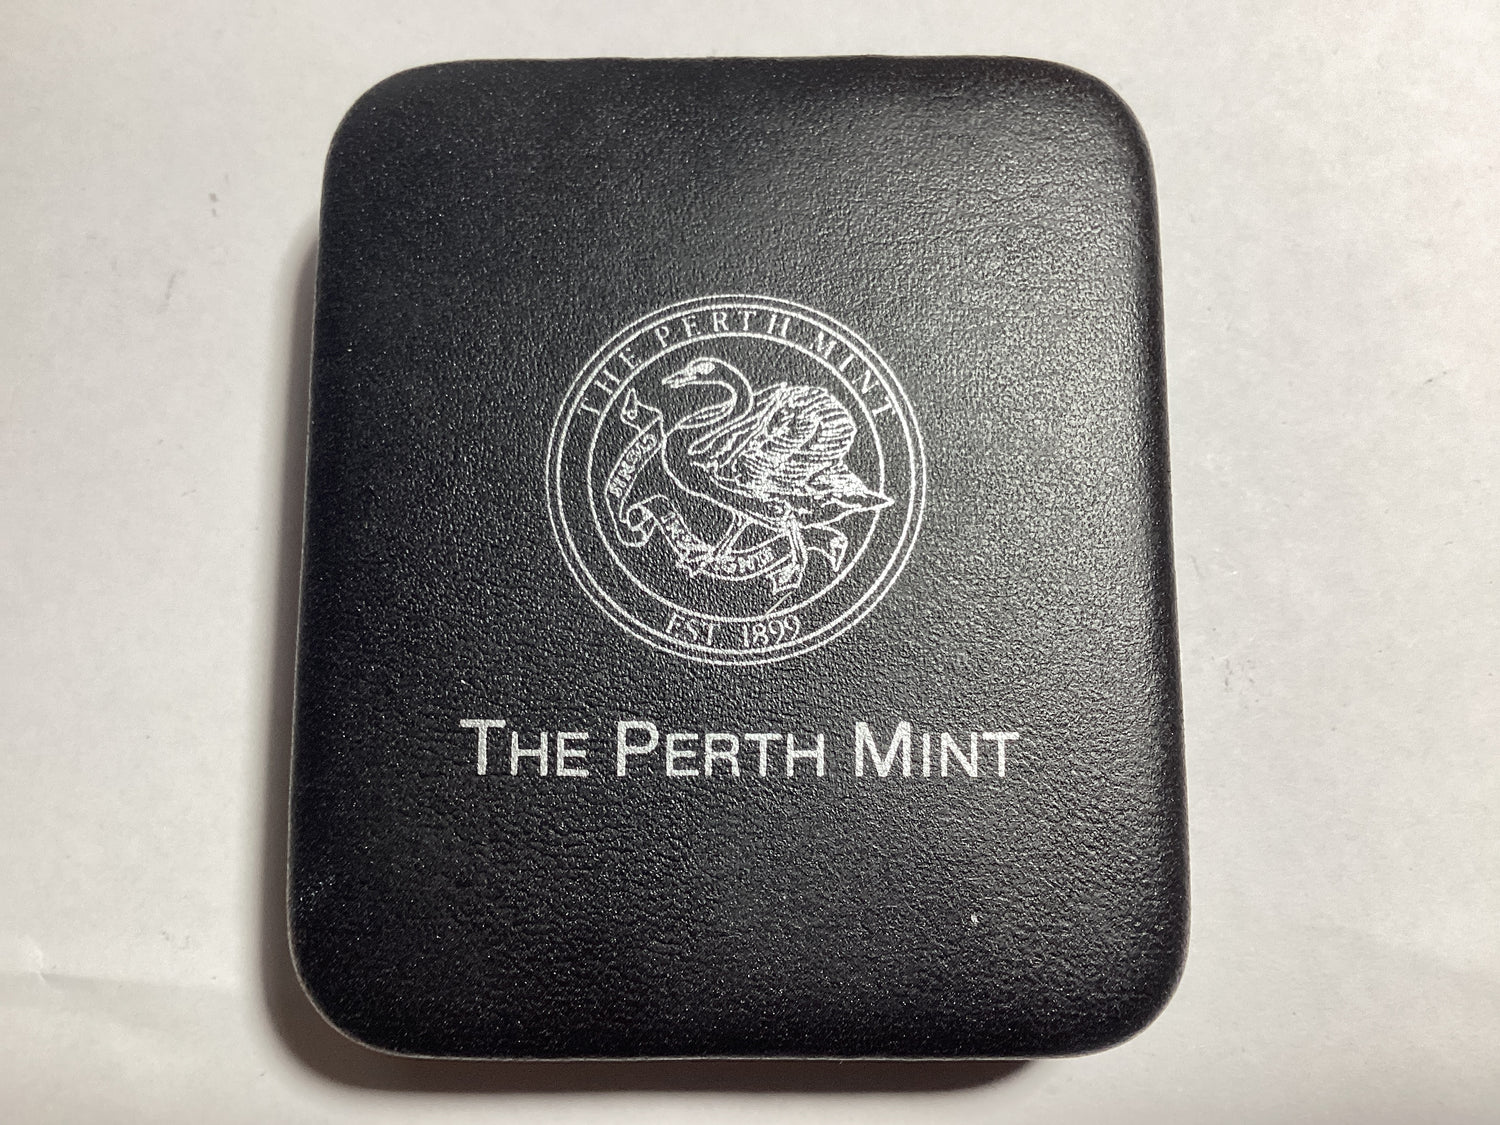 THE PERTH MINT
EST 1899
THE PERTH MINT